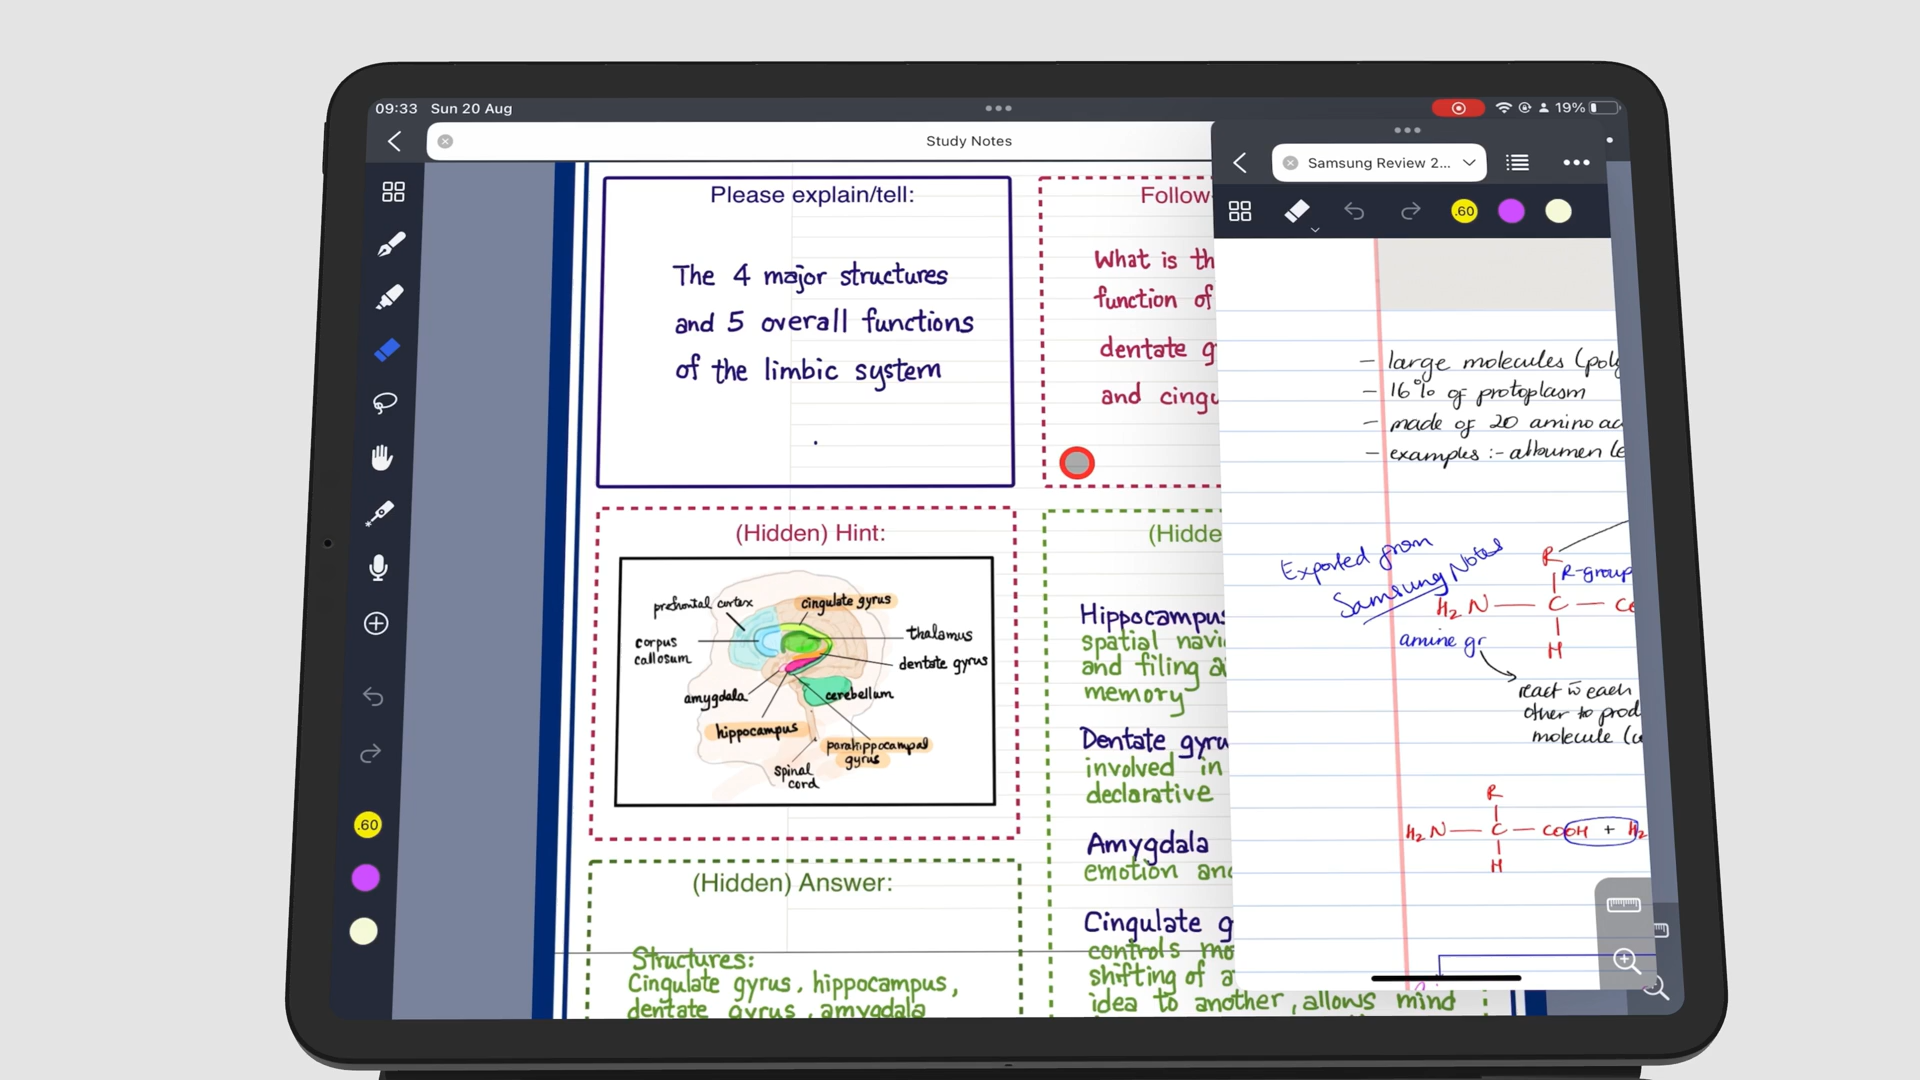 09:33 Sun 20 Aug
19%
Study Notes
Please explain/tell:
The 4 major structures
and 5 overall functions
of the limbic system
Follow-
What is th
function of
dentate g
and cingu
(Hidden) Hint:
prefrontal cortex
cingulate gyrus
corpus
callosum
thalamus
dentate gyrus
amygdala
cerebellum
hippocampus
parahippocampal
gyrus
spinal
cord
(Hidde
Hippocampus
spatial navi
and filing a
memory
Dentate gyru
involved in
declarative
Amygdala
emotion and
Cingulate g
controls mo
shifting of a
idea to another, allows mind
(Hidden) Answer:
Structures:
Cingulate gyrus, hippocampus,
dentate gyrus, amygdala
.60
Samsung Review 2...
.60
- large molecules (poly
- 16% of protoplasm
- made of 20 amino ac
- examples :- albumen (e
Exported from
Samsung Notes
R
R-group
H2N — C — Co
H
amine gr.
react w each
other to prod
molecule (
R
H2N — C — COOH + H2
H